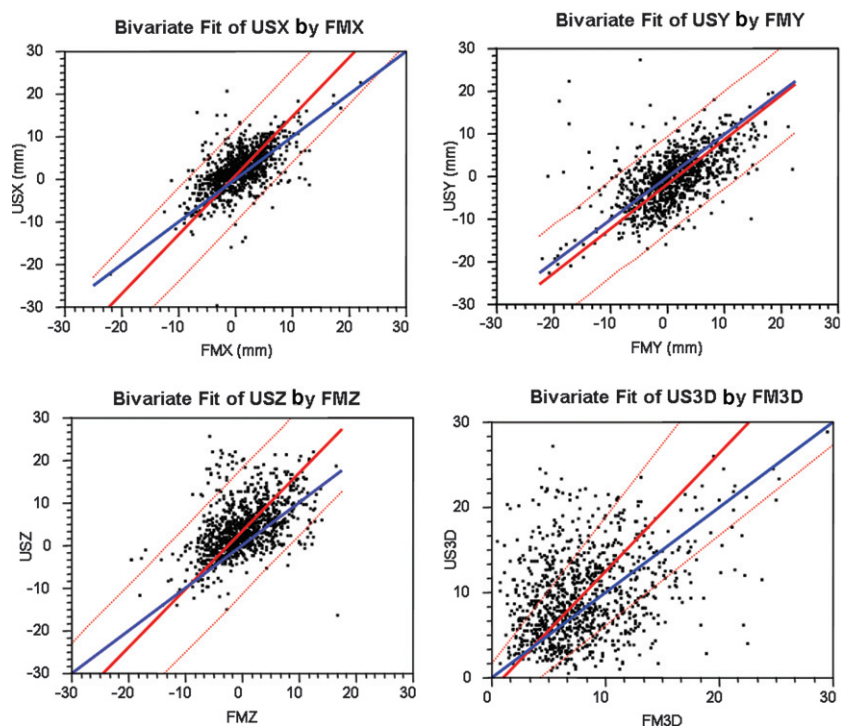 Bivariate Fit of USX by FMX
30
20
10
0
−10
−20
−30
USX (mm)
−30 −20 −10 0 10 20 30
FMX (mm)
Bivariate Fit of USY by FMY
30
20
10
0
−10
−20
−30
USY (mm)
−30 −20 −10 0 10 20 30
FMY (mm)
Bivariate Fit of USZ by FMZ
30
20
10
0
−10
−20
−30
USZ
−30 −20 −10 0 10 20 30
FMZ
Bivariate Fit of US3D by FM3D
30
20
10
0
US3D
0 10 20 30
FM3D